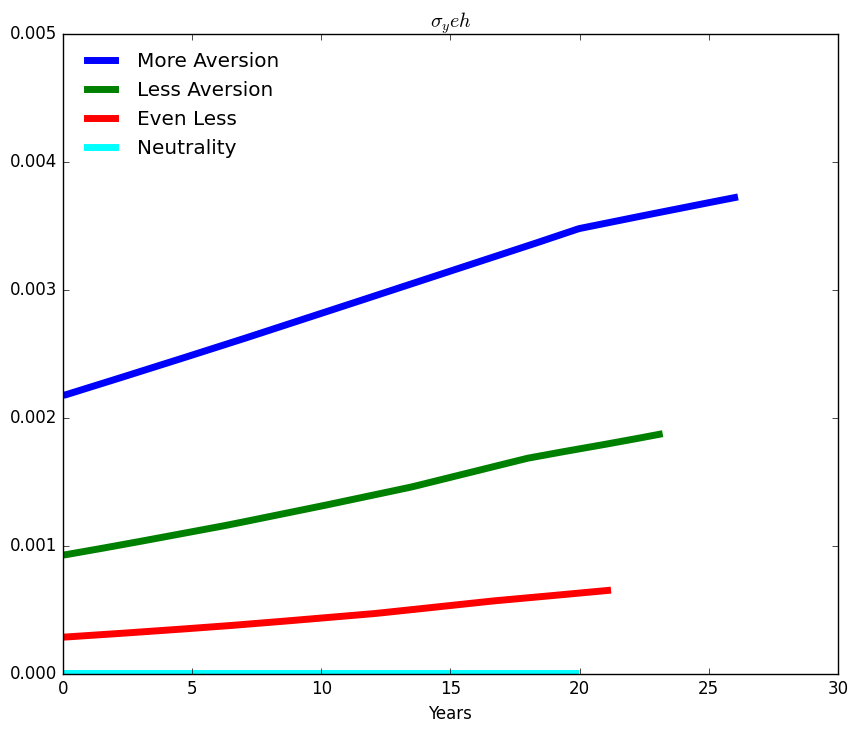 σ_yeh
0.005
More Aversion
Less Aversion
Even Less
Neutrality
0.004
0.003
0.002
0.001
0.000
0 5 10 15 20 25 30
Years